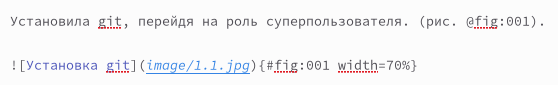 Установила git, перейдя на роль суперпользователя. (рис. @fig:001).
![Установка git](image/1.1.jpg){#fig:001 width=70%}